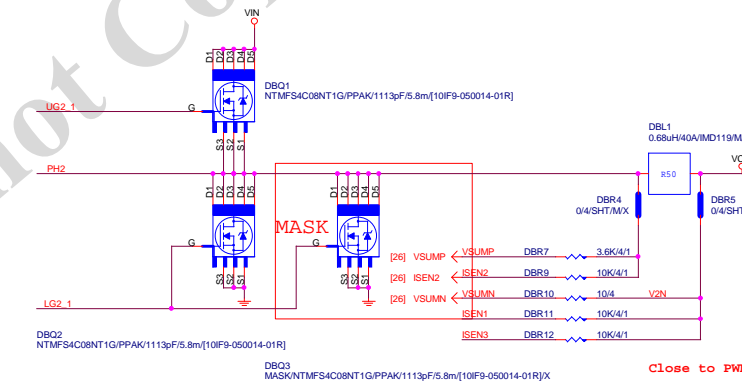 VIN
D1 D2 D3 D4 D5
DBQ1
NTMFS4C08NT1G/PPAK/1113pF/5.8m/[10IF9-050014-01R]
UG2_1
G
S3 S2 S1
DBL1
0.68uH/40A/IMD119/M
PH2
R50
D1 D2 D3 D4 D5
D1 D2 D3 D4 D5
DBR4
0/4/SHT/M/X
DBR5
0/4/SHT
MASK
G
G
[26] VSUMP VSUMP DBR7 3.6K/4/1
[26] ISEN2 ISEN2 DBR9 10K/4/1
S3 S2 S1
S3 S2 S1
[26] VSUMN VSUMN DBR10 10/4 V2N
LG2_1
ISEN1 DBR11 10K/4/1
ISEN3 DBR12 10K/4/1
DBQ2
NTMFS4C08NT1G/PPAK/1113pF/5.8m/[10IF9-050014-01R]
DBQ3
MASK/NTMFS4C08NT1G/PPAK/1113pF/5.8m/[10IF9-050014-01R]/X
Close to